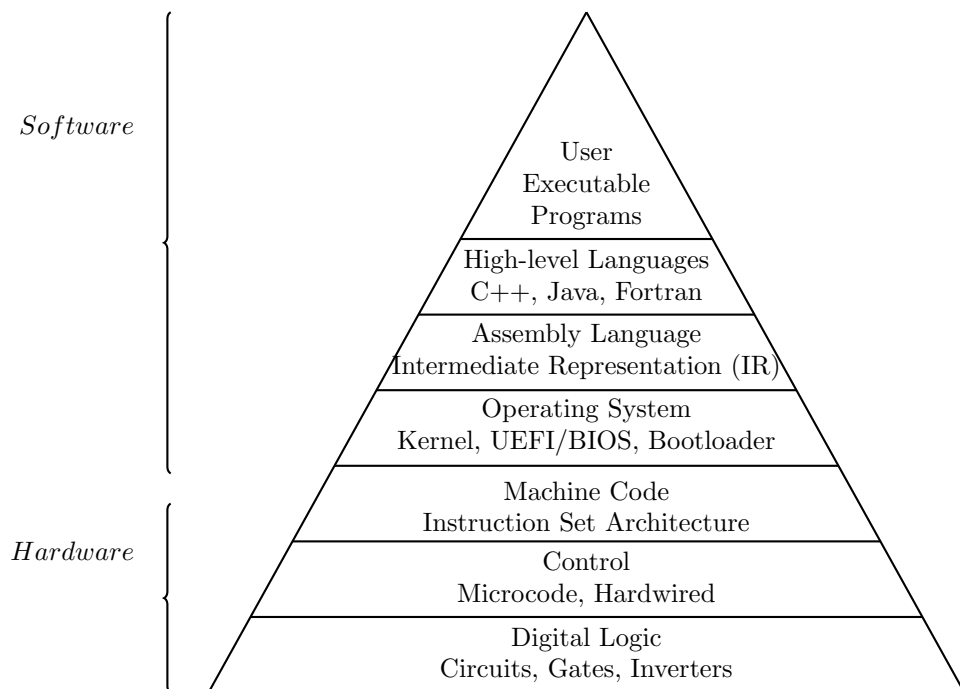 Software
User
Executable
Programs
High-level Languages
C++, Java, Fortran
Assembly Language
Intermediate Representation (IR)
Operating System
Kernel, UEFI/BIOS, Bootloader
Machine Code
Instruction Set Architecture
Hardware
Control
Microcode, Hardwired
Digital Logic
Circuits, Gates, Inverters